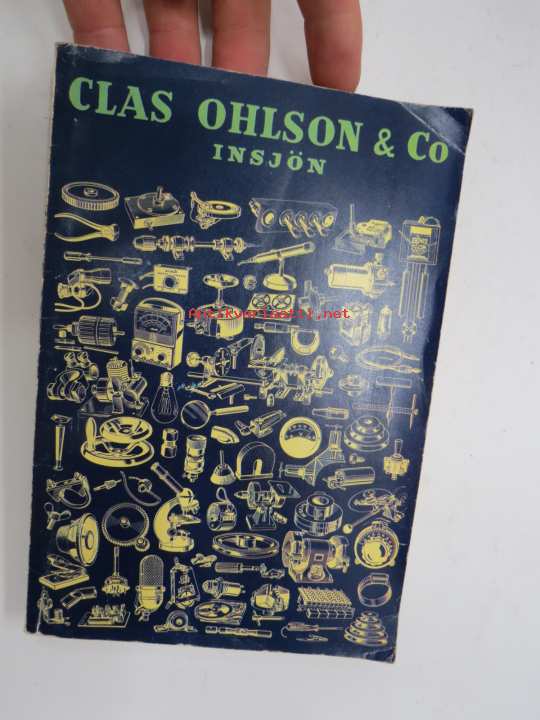 CLAS OHLSON & Co
INSJÖN
antikvariaatti.net